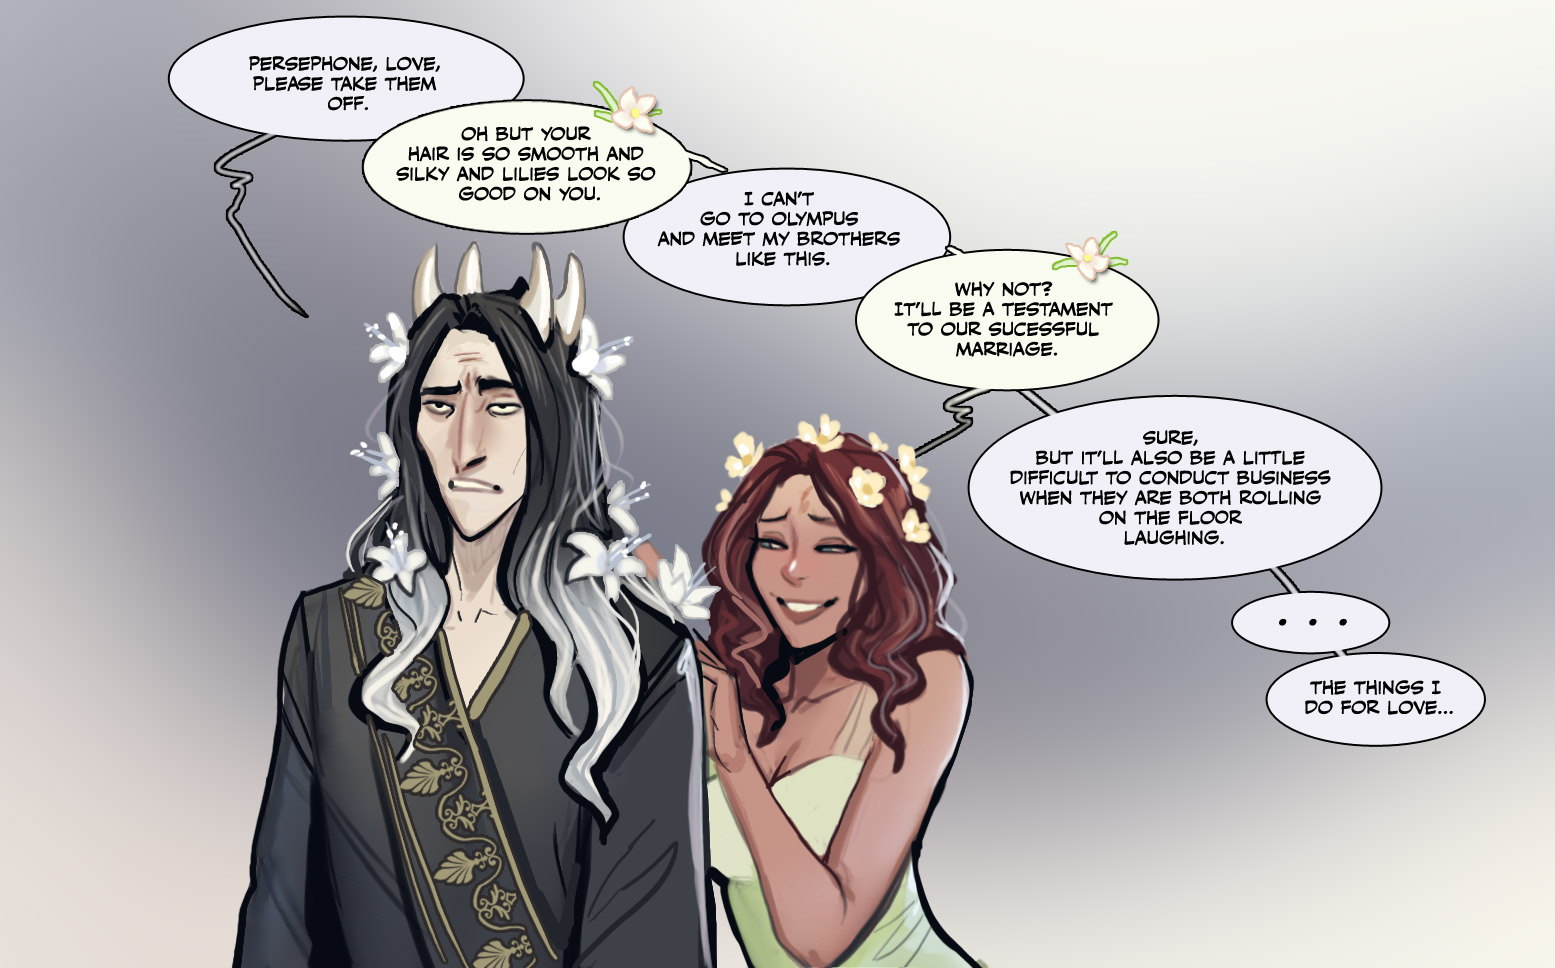 PERSEPHONE, LOVE,
PLEASE TAKE THEM
OFF.
OH BUT YOUR
HAIR IS SO SMOOTH AND
SILKY AND LILIES LOOK SO
GOOD ON YOU.
I CAN'T
GO TO OLYMPUS
AND MEET MY BROTHERS
LIKE THIS.
WHY NOT?
IT'LL BE A TESTAMENT
TO OUR SUCESSFUL
MARRIAGE.
SURE,
BUT IT'LL ALSO BE A LITTLE
DIFFICULT TO CONDUCT BUSINESS
WHEN THEY ARE BOTH ROLLING
ON THE FLOOR
LAUGHING.
. . .
THE THINGS I
DO FOR LOVE...